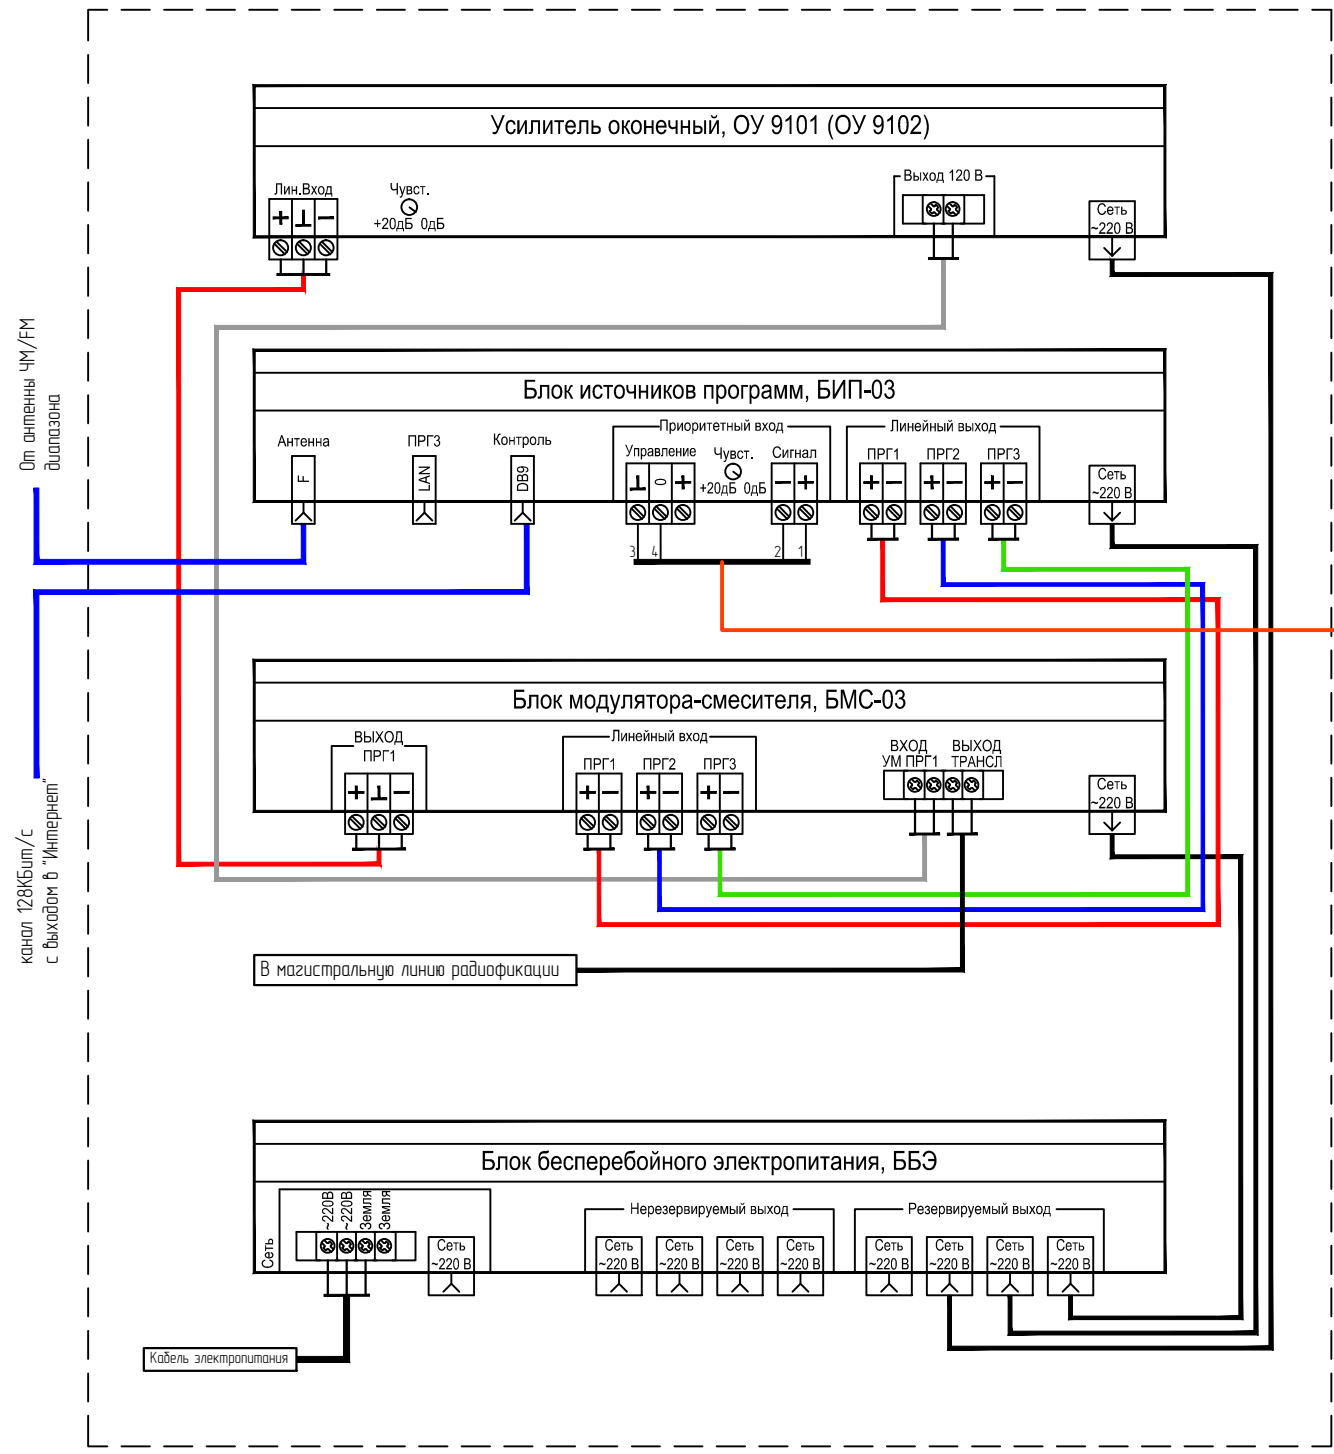 Усилитель оконечный, ОУ 9101 (ОУ 9102)
Лин.Вход
+ ⊥ −
Чувст.
+20дБ 0дБ
Выход 120 В
Сеть
~220 В
От антенны ЧМ/FM
диапазона
Блок источников программ, БИП-03
Антенна
F
ПРГ3
LAN
Контроль
DB9
Приоритетный вход
Управление
⊥ 0 +
Чувст.
+20дБ 0дБ
Сигнал
− +
3 4 2 1
Линейный выход
ПРГ1 ПРГ2 ПРГ3
+ − + − + −
Сеть
~220 В
канал 128КБит/с
с выходом в "Интернет"
Блок модулятора-смесителя, БМС-03
ВЫХОД
ПРГ1
+ ⊥ −
Линейный вход
ПРГ1 ПРГ2 ПРГ3
+ − + − + −
ВХОД
УМ ПРГ1
ВЫХОД
ТРАНСЛ
Сеть
~220 В
В магистральную линию радиофикации
Блок бесперебойного электропитания, ББЭ
Сеть
~220В
~220В
Земля
Земля
Сеть
~220 В
Нерезервируемый выход
Сеть
~220 В
Сеть
~220 В
Сеть
~220 В
Сеть
~220 В
Резервируемый выход
Сеть
~220 В
Сеть
~220 В
Сеть
~220 В
Сеть
~220 В
Кабель электропитания